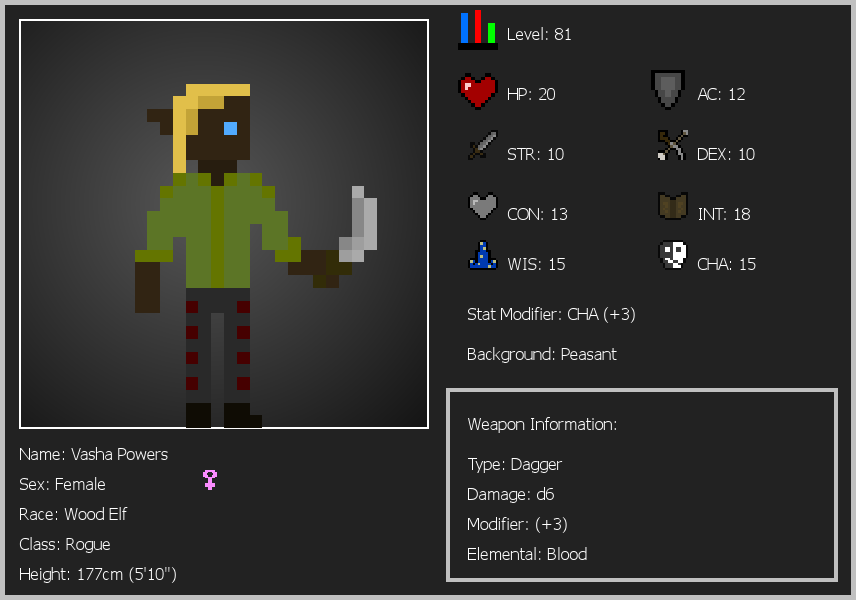 Level: 81
HP: 20
AC: 12
STR: 10
DEX: 10
CON: 13
INT: 18
WIS: 15
CHA: 15
Stat Modifier: CHA (+3)
Background: Peasant
Weapon Information:
Type: Dagger
Damage: d6
Modifier: (+3)
Elemental: Blood
Name: Vasha Powers
Sex: Female
Race: Wood Elf
Class: Rogue
Height: 177cm (5'10")